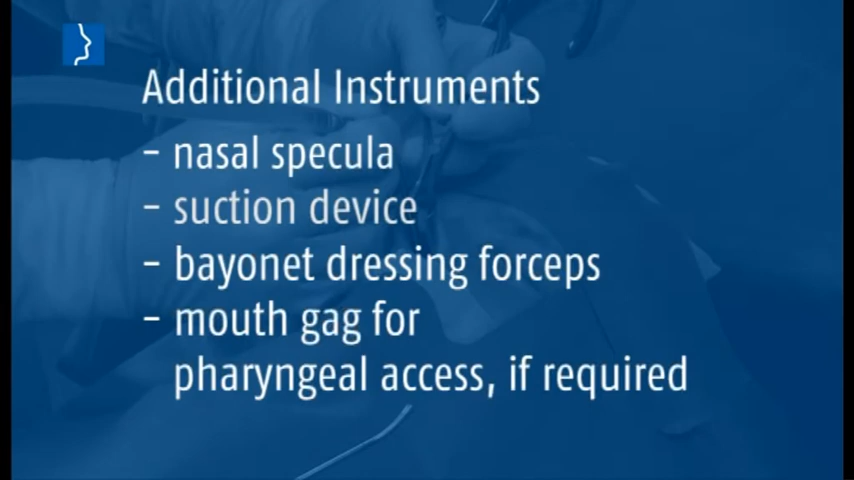 Additional Instruments
– nasal specula
– suction device
– bayonet dressing forceps
– mouth gag for
pharyngeal access, if required